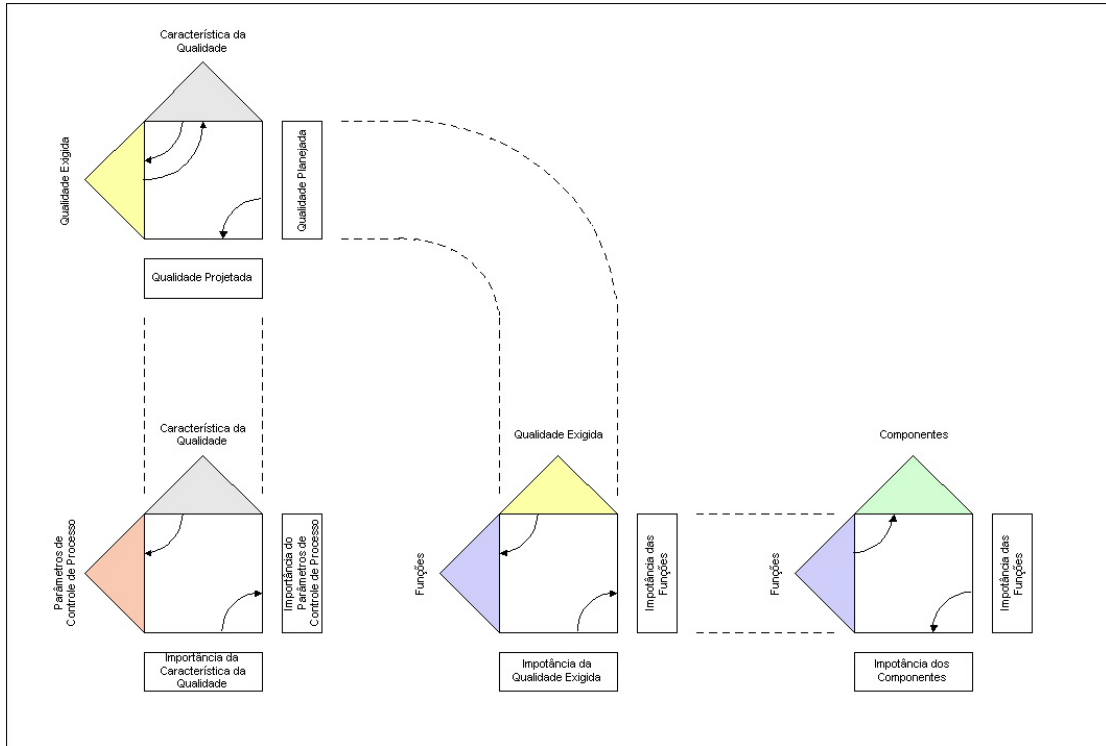 Característica da
Qualidade
Qualidade Exigida
Qualidade Planejada
Qualidade Projetada
Característica da
Qualidade
Parâmetros de
Controle de Processo
Importância do
Parâmetros de
Controle de Processo
Importância da
Característica da
Qualidade
Qualidade Exigida
Funções
Impotância das
Funções
Impotância da
Qualidade Exigida
Componentes
Funções
Impotância das
Funções
Impotância dos
Componentes